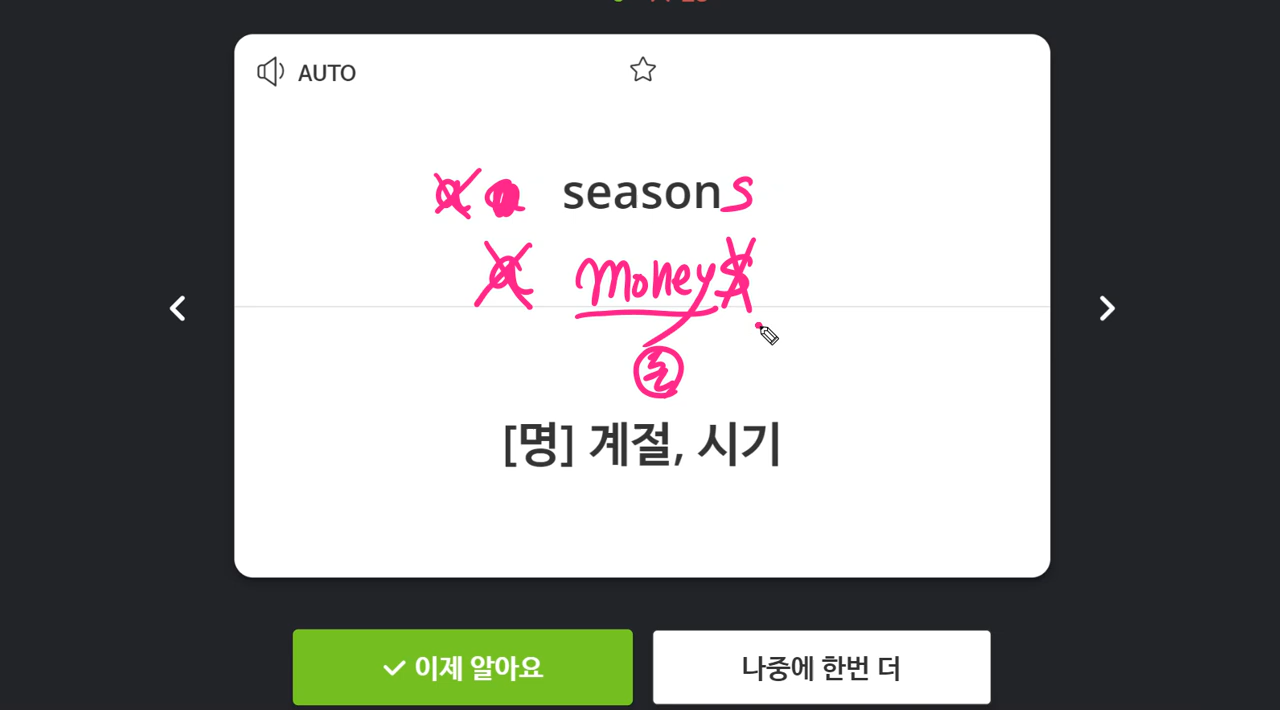 AUTO
a seasons
a moneys
돈
[명] 계절, 시기
이제 알아요
나중에 한번 더